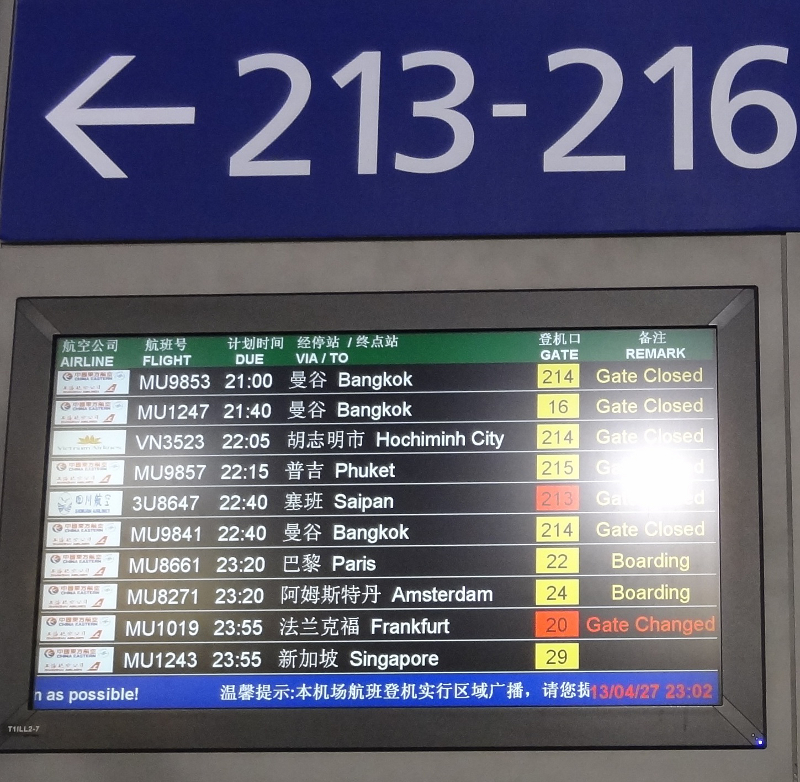 ← 213-216
航空公司 航班号 计划时间 经停站 / 终点站 登机口 备注
AIRLINE FLIGHT DUE VIA / TO GATE REMARK
MU9853 21:00 曼谷 Bangkok 214 Gate Closed
MU1247 21:40 曼谷 Bangkok 16 Gate Closed
VN3523 22:05 胡志明市 Hochiminh City 214 Gate Closed
MU9857 22:15 普吉 Phuket 215
3U8647 22:40 塞班 Saipan 213
MU9841 22:40 曼谷 Bangkok 214 Gate Closed
MU8661 23:20 巴黎 Paris 22 Boarding
MU8271 23:20 阿姆斯特丹 Amsterdam 24 Boarding
MU1019 23:55 法兰克福 Frankfurt 20 Gate Changed
MU1243 23:55 新加坡 Singapore 29
n as possible! 温馨提示:本机场航班登机实行区域广播，请您 13/04/27 23:02
T1ILL2-7